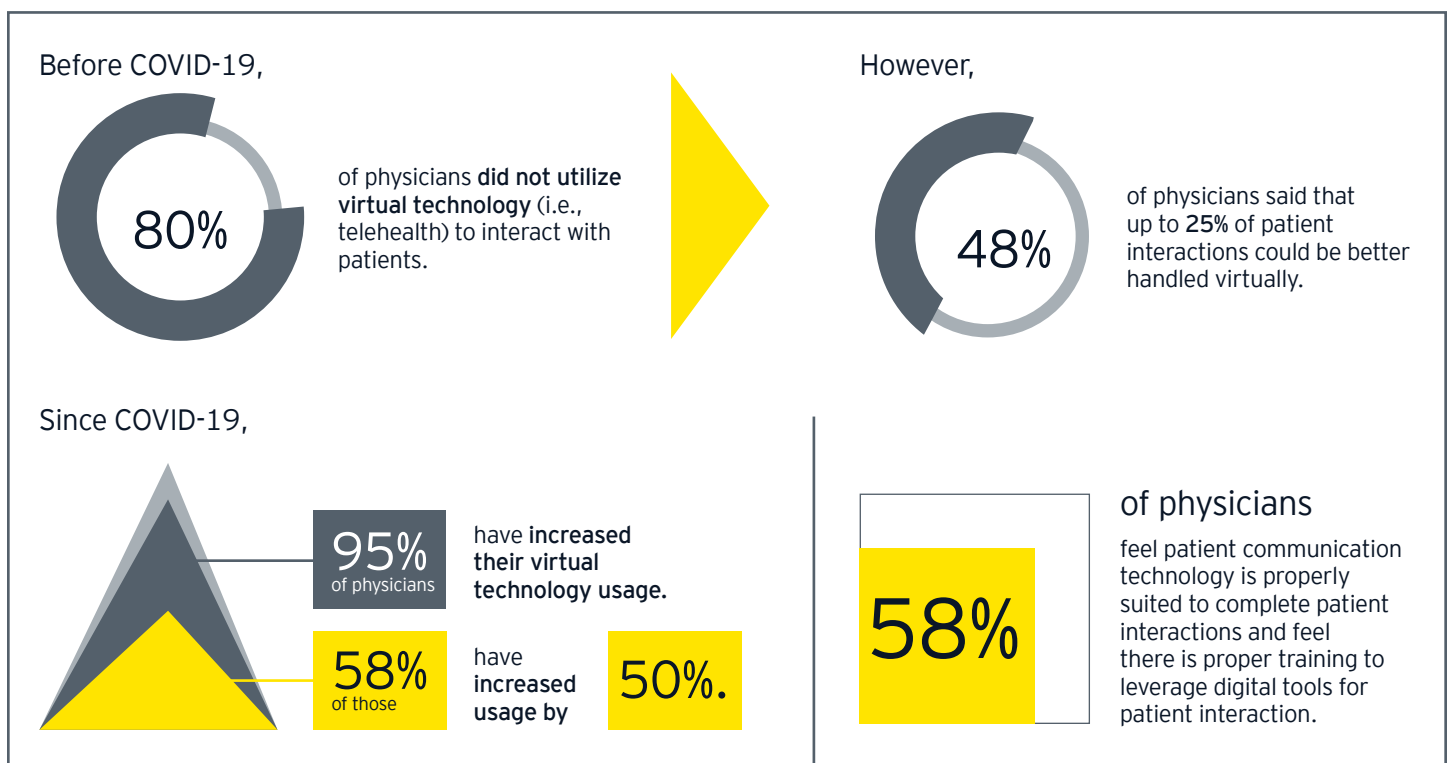 Before COVID-19,
80%
of physicians did not utilize
virtual technology (i.e.,
telehealth) to interact with
patients.
However,
48%
of physicians said that
up to 25% of patient
interactions could be better
handled virtually.
Since COVID-19,
95%
of physicians
have increased
their virtual
technology usage.
58%
of those
have
increased
usage by
50%.
58%
of physicians
feel patient communication
technology is properly
suited to complete patient
interactions and feel
there is proper training to
leverage digital tools for
patient interaction.